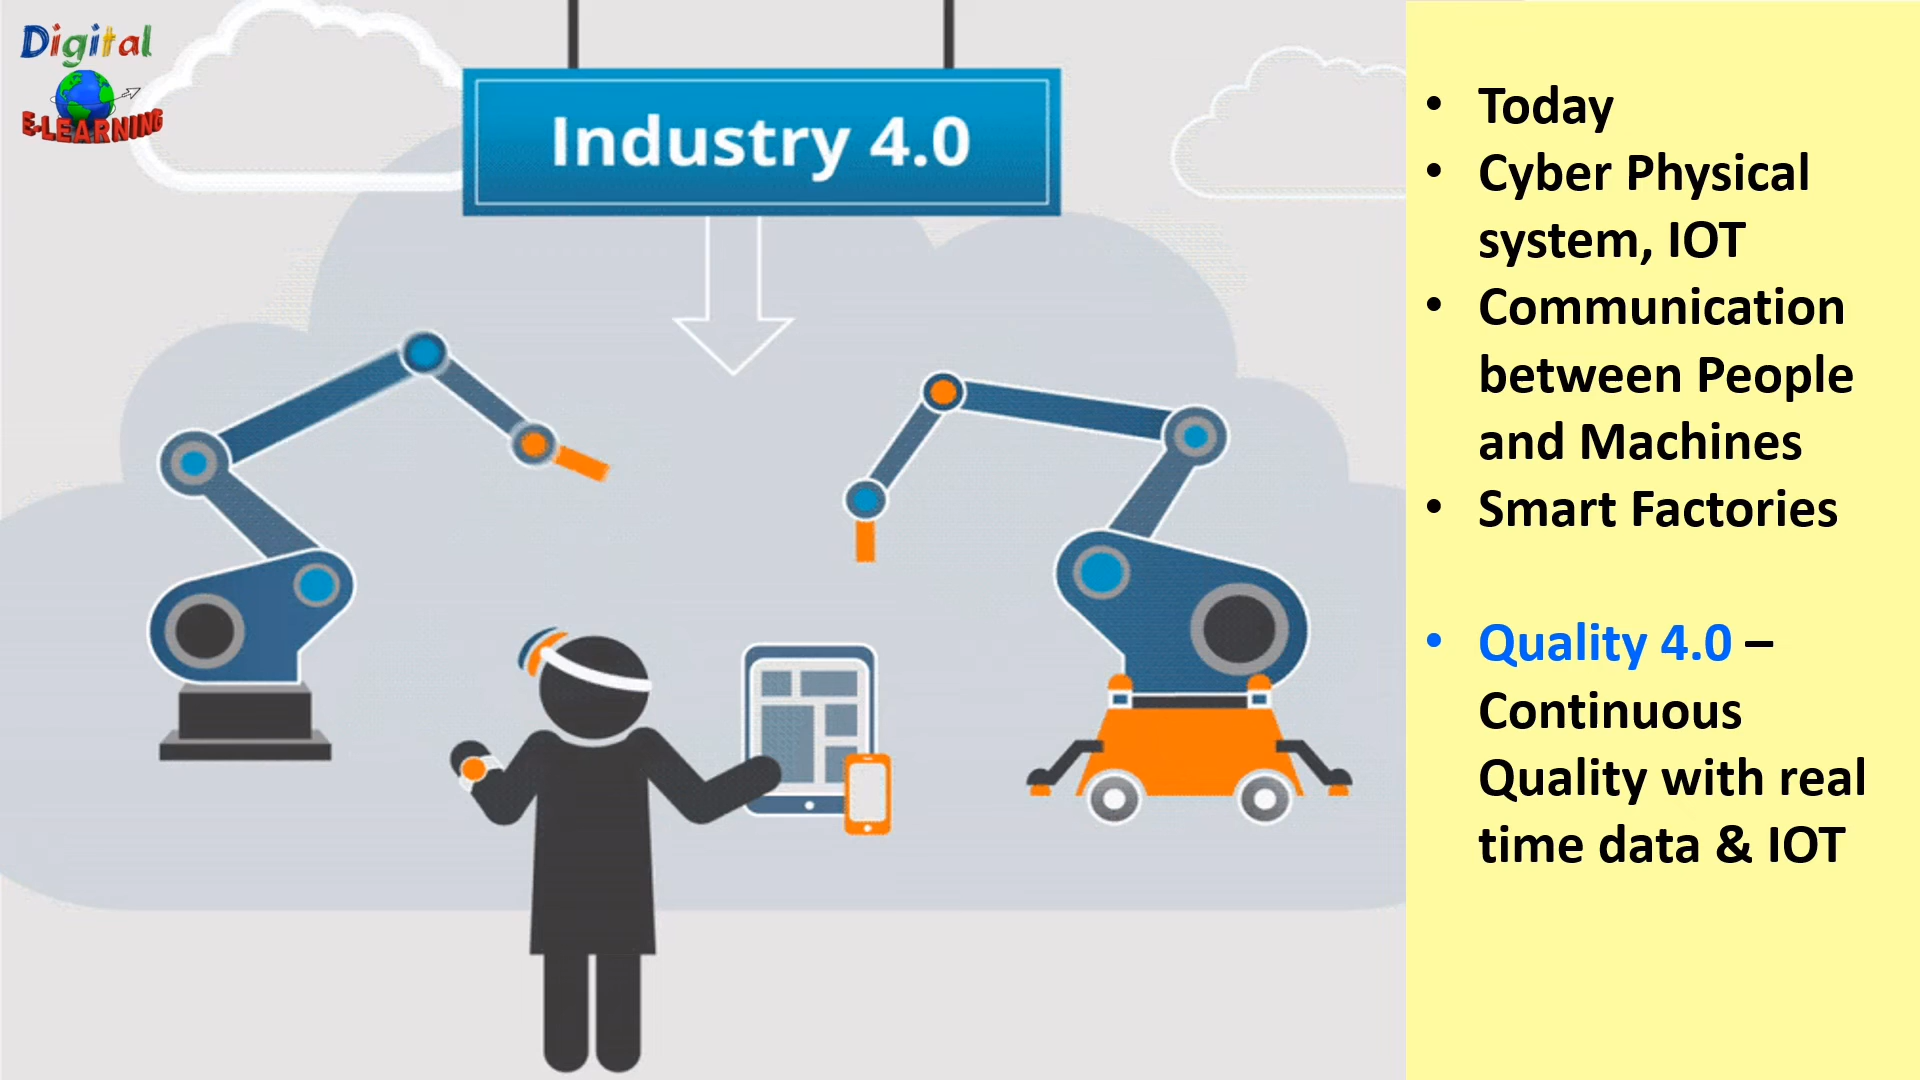 Digital
E-LEARNING
Industry 4.0
• Today
• Cyber Physical
system, IOT
• Communication
between People
and Machines
• Smart Factories
• Quality 4.0 –
Continuous
Quality with real
time data & IOT